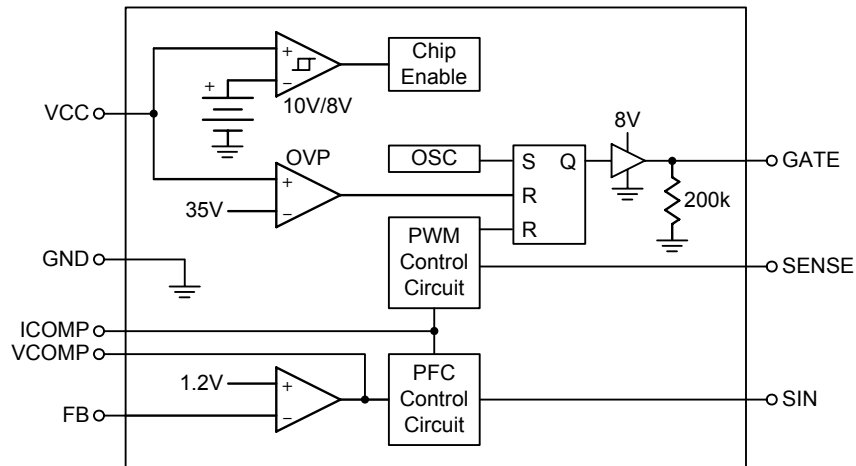 Chip
Enable
+
−
+
10V/8V
VCC
8V
OVP
OSC
S Q
GATE
+
R
35V
−
200k
R
PWM
Control
Circuit
GND
SENSE
ICOMP
VCOMP
PFC
Control
Circuit
1.2V
+
SIN
FB
−